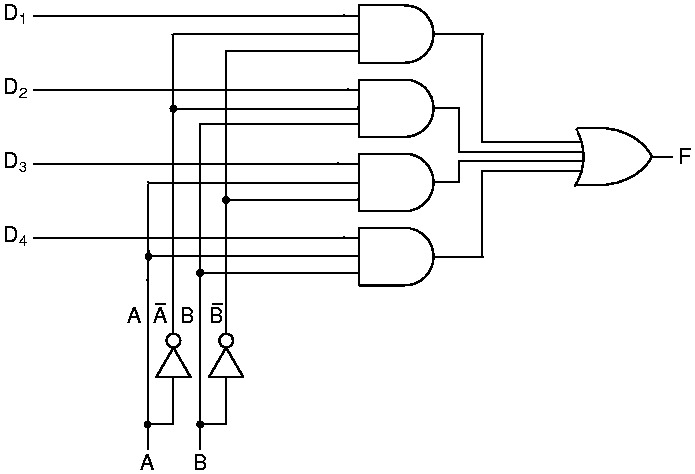 D₁
D₂
D₃
F
D₄
A A̅ B B̅
A B